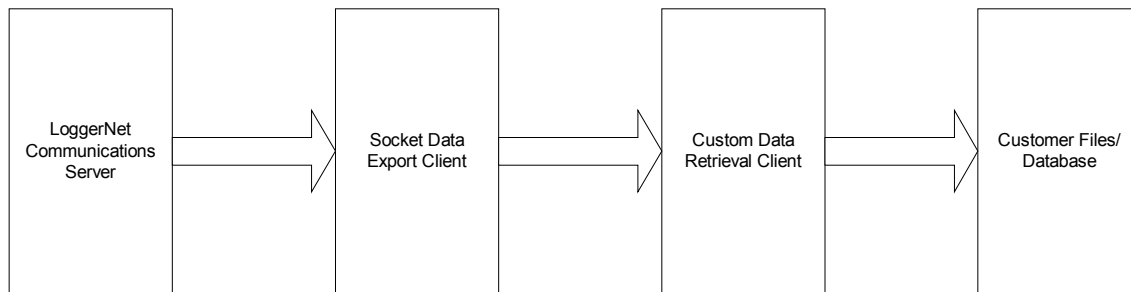 LoggerNet
Communications
Server
Socket Data
Export Client
Custom Data
Retrieval Client
Customer Files/
Database